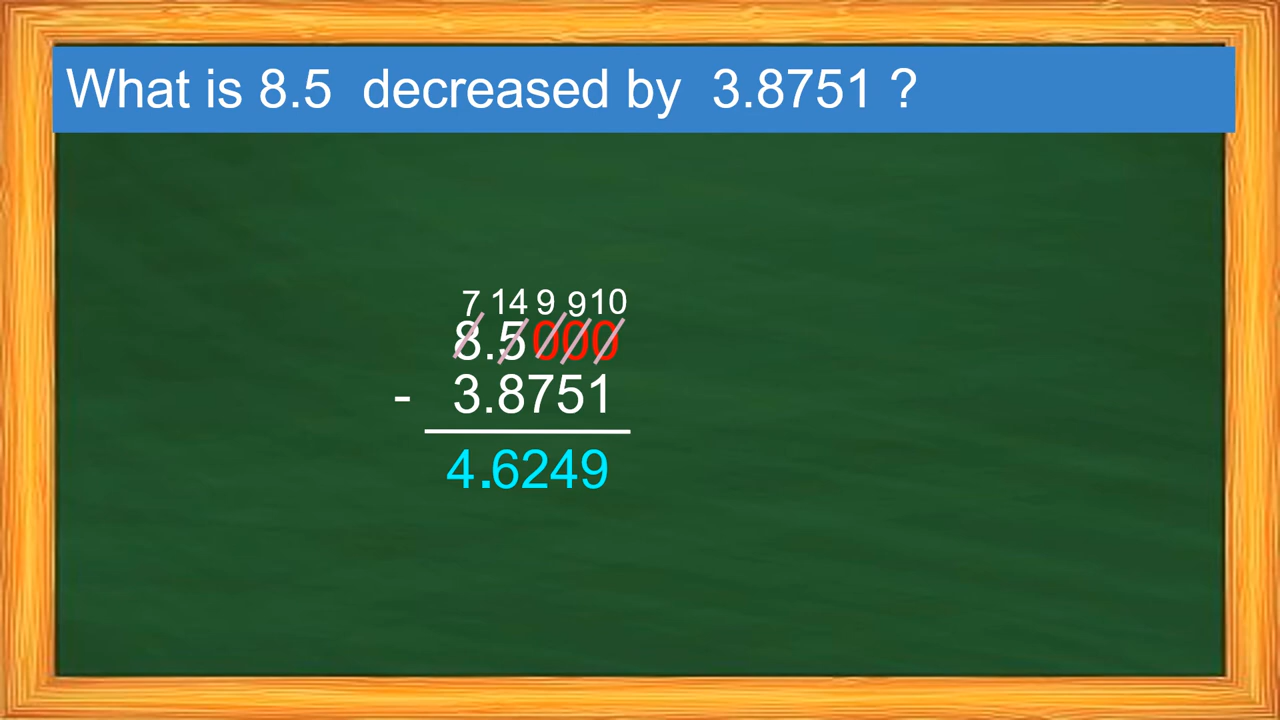 What is 8.5 decreased by 3.8751 ?
7 14 9 9 10
8.5000
- 3.8751
4.6249